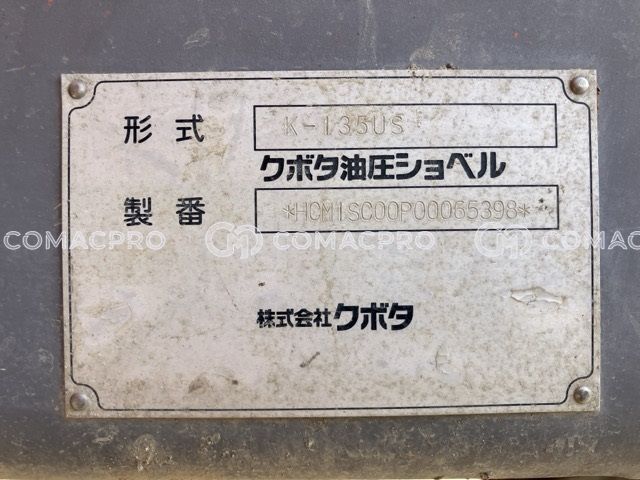 形式 K-135US
クボタ油圧ショベル
製番 *HCM1SC00P00065398*
COMACPRO COMACPRO COMACPRO
株式会社クボタ